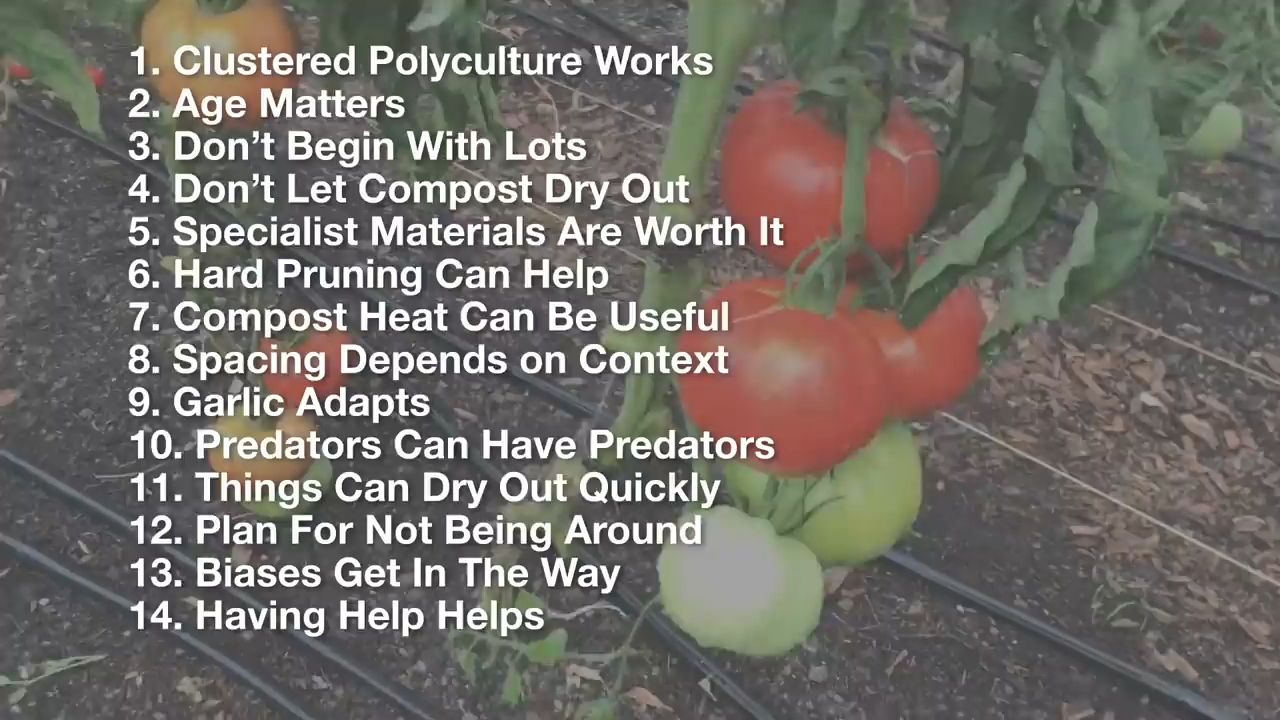 1. Clustered Polyculture Works
2. Age Matters
3. Don’t Begin With Lots
4. Don’t Let Compost Dry Out
5. Specialist Materials Are Worth It
6. Hard Pruning Can Help
7. Compost Heat Can Be Useful
8. Spacing Depends on Context
9. Garlic Adapts
10. Predators Can Have Predators
11. Things Can Dry Out Quickly
12. Plan For Not Being Around
13. Biases Get In The Way
14. Having Help Helps